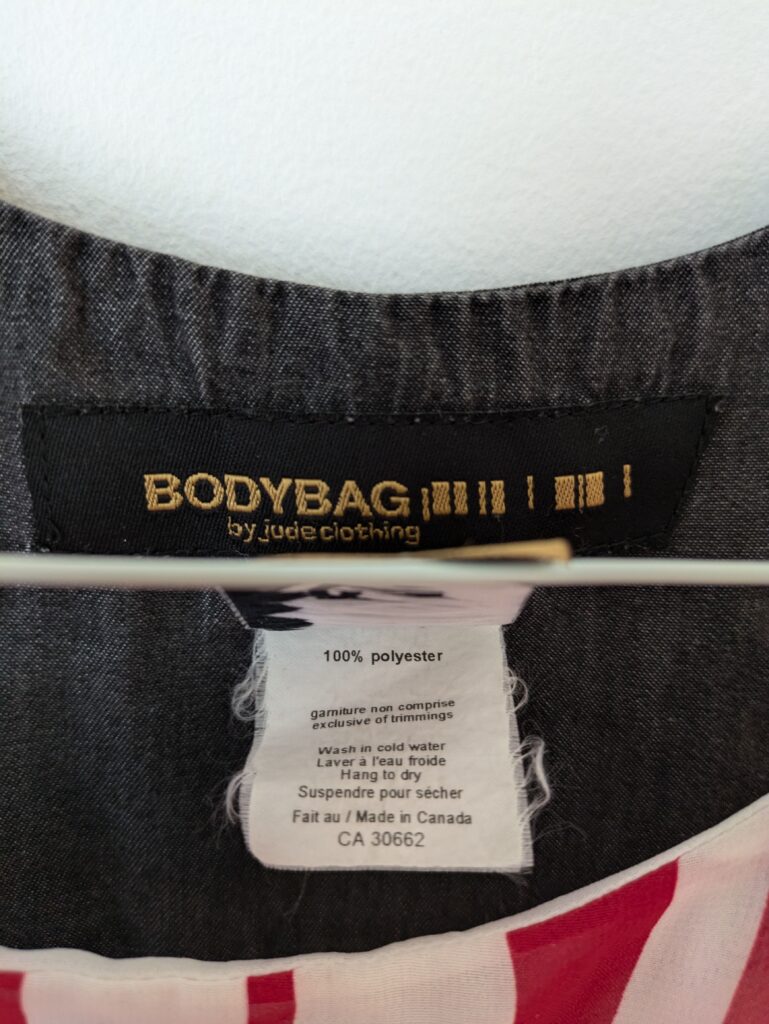 BODYBAG
by jude clothing
100% polyester
garniture non comprise
exclusive of trimmings
Wash in cold water
Laver à l'eau froide
Hang to dry
Suspendre pour sécher
Fait au / Made in Canada
CA 30662